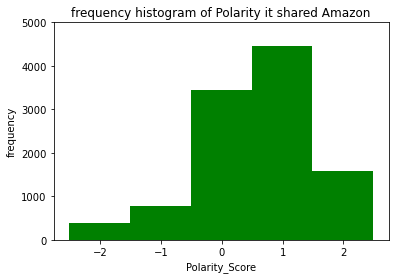 frequency histogram of Polarity it shared Amazon
5000
4000
3000
2000
1000
0
frequency
−2 −1 0 1 2
Polarity_Score